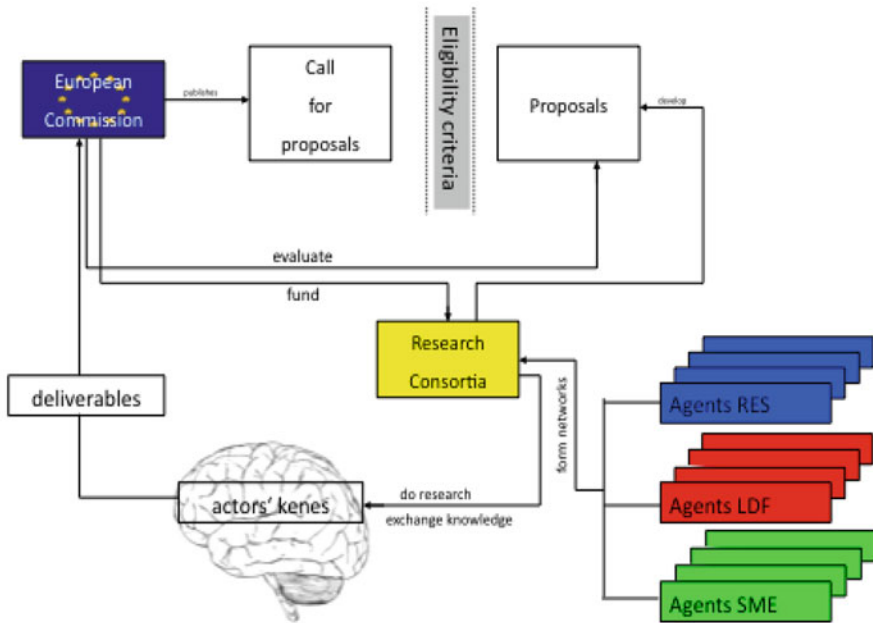 European
Commission
publishes
Call
for
proposals
Eligibility criteria
Proposals
develop
evaluate
fund
Research
Consortia
form networks
Agents RES
Agents LDF
Agents SME
deliverables
actors' kenes
do research
exchange knowledge